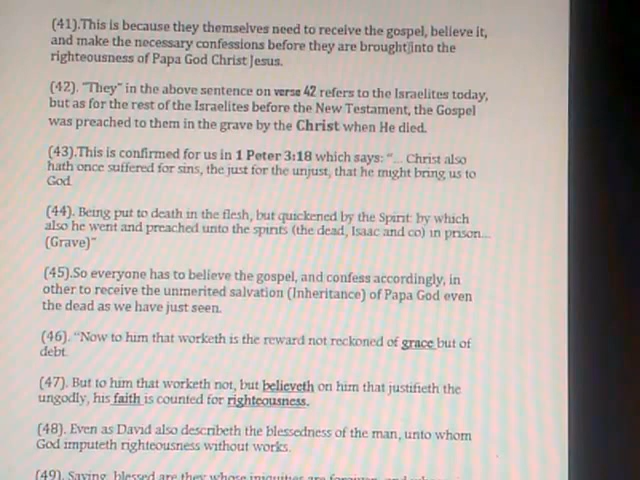 (41).This is because they themselves need to receive the gospel, believe it,
and make the necessary confessions before they are brought into the
righteousness of Papa God Christ Jesus.
(42). "They" in the above sentence on verse 42 refers to the Israelites today,
but as for the rest of the Israelites before the New Testament, the Gospel
was preached to them in the grave by the Christ when He died.
(43).This is confirmed for us in 1 Peter 3:18 which says: "... Christ also
hath once suffered for sins, the just for the unjust, that he might bring us to
God.
(44). Being put to death in the flesh, but quickened by the Spirit: by which
also he went and preached unto the spirits (the dead, Isaac and co) in prison...
(Grave)"
(45).So everyone has to believe the gospel, and confess accordingly, in
other to receive the unmerited salvation (Inheritance) of Papa God even
the dead as we have just seen.
(46). "Now to him that worketh is the reward not reckoned of grace but of
debt.
(47). But to him that worketh not, but believeth on him that justifieth the
ungodly, his faith is counted for righteousness.
(48). Even as David also describeth the blessedness of the man, unto whom
God imputeth righteousness without works.
(49). Saying, blessed are they whose iniquities are forgiven, and whose